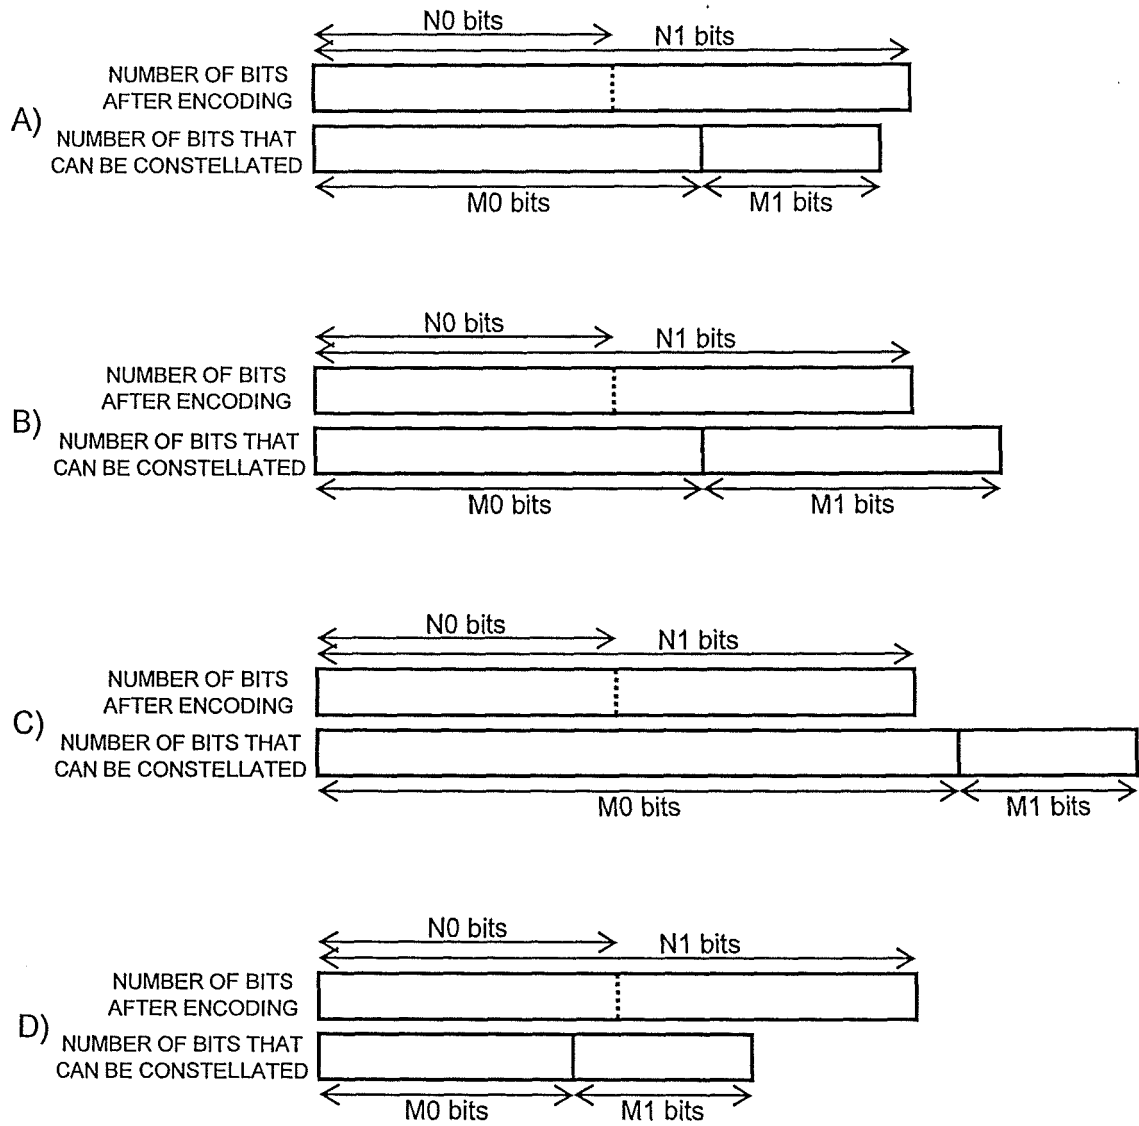 N0 bits
N1 bits
NUMBER OF BITS
AFTER ENCODING
A)
NUMBER OF BITS THAT
CAN BE CONSTELLATED
M0 bits
M1 bits
N0 bits
N1 bits
NUMBER OF BITS
AFTER ENCODING
B)
NUMBER OF BITS THAT
CAN BE CONSTELLATED
M0 bits
M1 bits
N0 bits
N1 bits
NUMBER OF BITS
AFTER ENCODING
C)
NUMBER OF BITS THAT
CAN BE CONSTELLATED
M0 bits
M1 bits
N0 bits
N1 bits
NUMBER OF BITS
AFTER ENCODING
D)
NUMBER OF BITS THAT
CAN BE CONSTELLATED
M0 bits
M1 bits